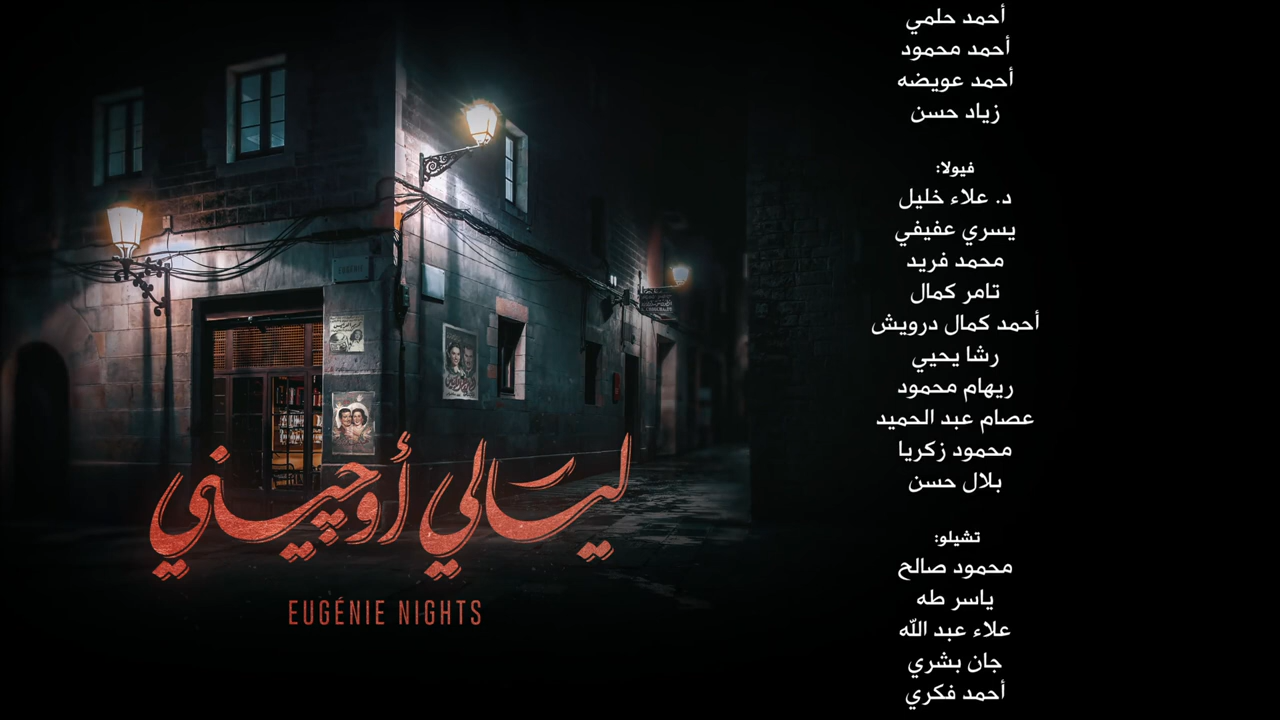 أحمد حلمي
أحمد محمود
أحمد عويضه
زياد حسن
فيولا:
د. علاء خليل
يسري عفيفي
محمد فريد
تامر كمال
أحمد كمال درويش
رشا يحيي
ريهام محمود
عصام عبد الحميد
محمود زكريا
بلال حسن
تشيلو:
محمود صالح
ياسر طه
علاء عبد الله
جان بشري
أحمد فكري
EUGÉNIE
ليالي أوچيني
EUGÉNIE NIGHTS